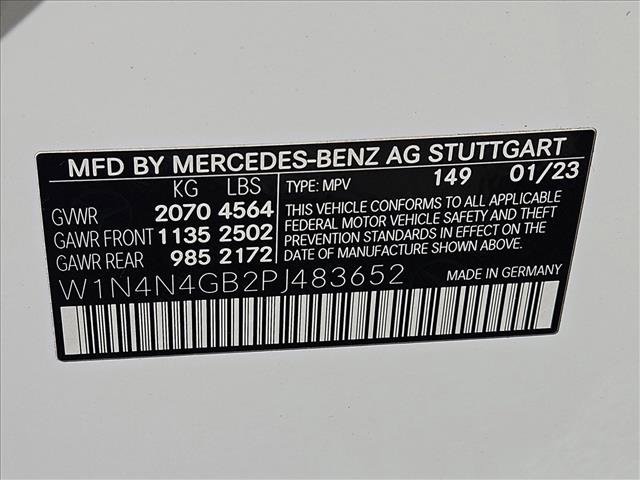 MFD BY MERCEDES-BENZ AG STUTTGART
KG LBS TYPE: MPV 149 01/23
GVWR 2070 4564
GAWR FRONT 1135 2502
GAWR REAR 985 2172
THIS VEHICLE CONFORMS TO ALL APPLICABLE
FEDERAL MOTOR VEHICLE SAFETY AND THEFT
PREVENTION STANDARDS IN EFFECT ON THE
DATE OF MANUFACTURE SHOWN ABOVE.
W1N4N4GB2PJ483652 MADE IN GERMANY